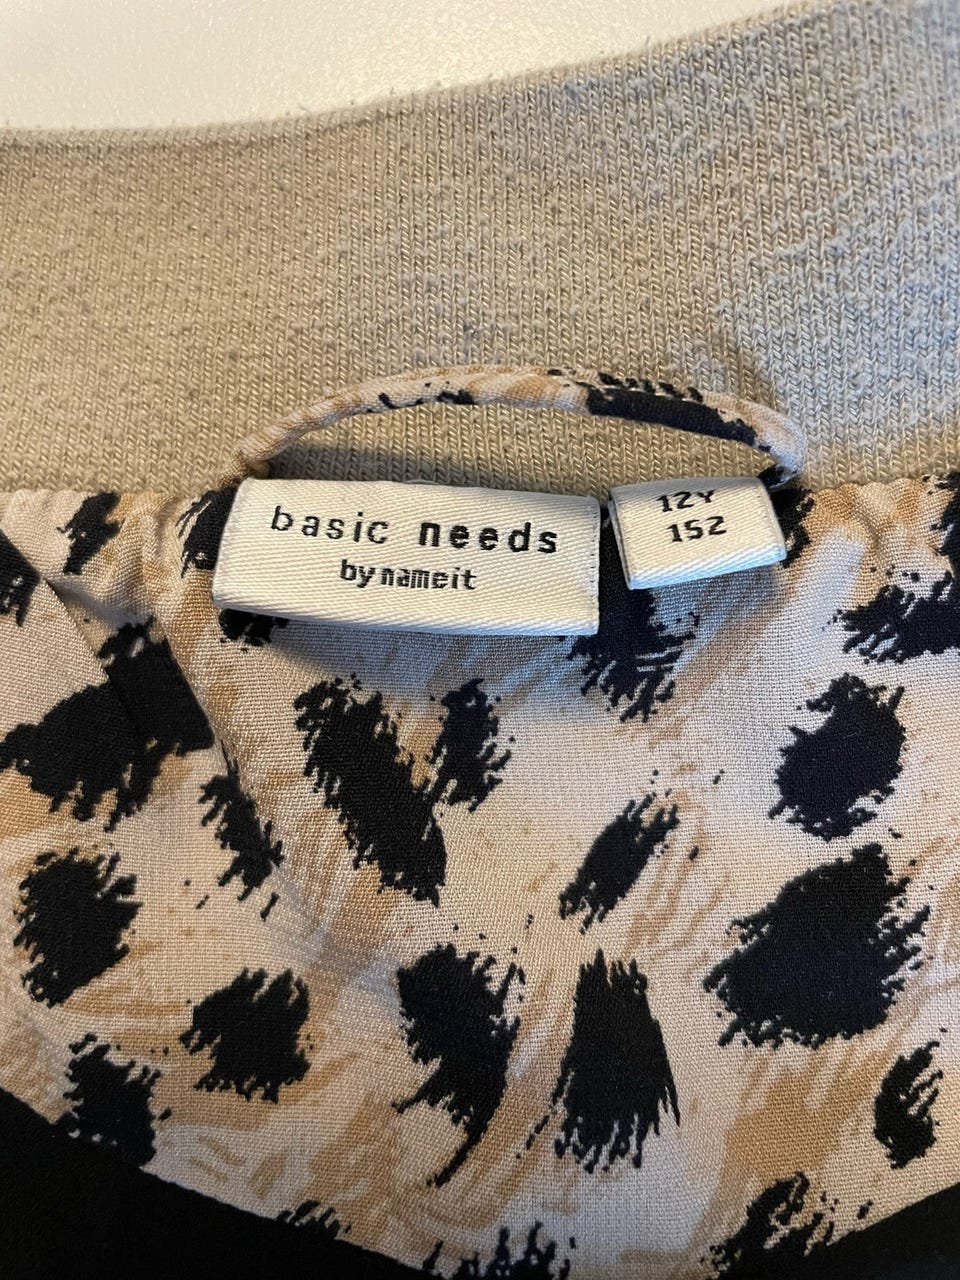 basic needs
by nameit
12Y
152